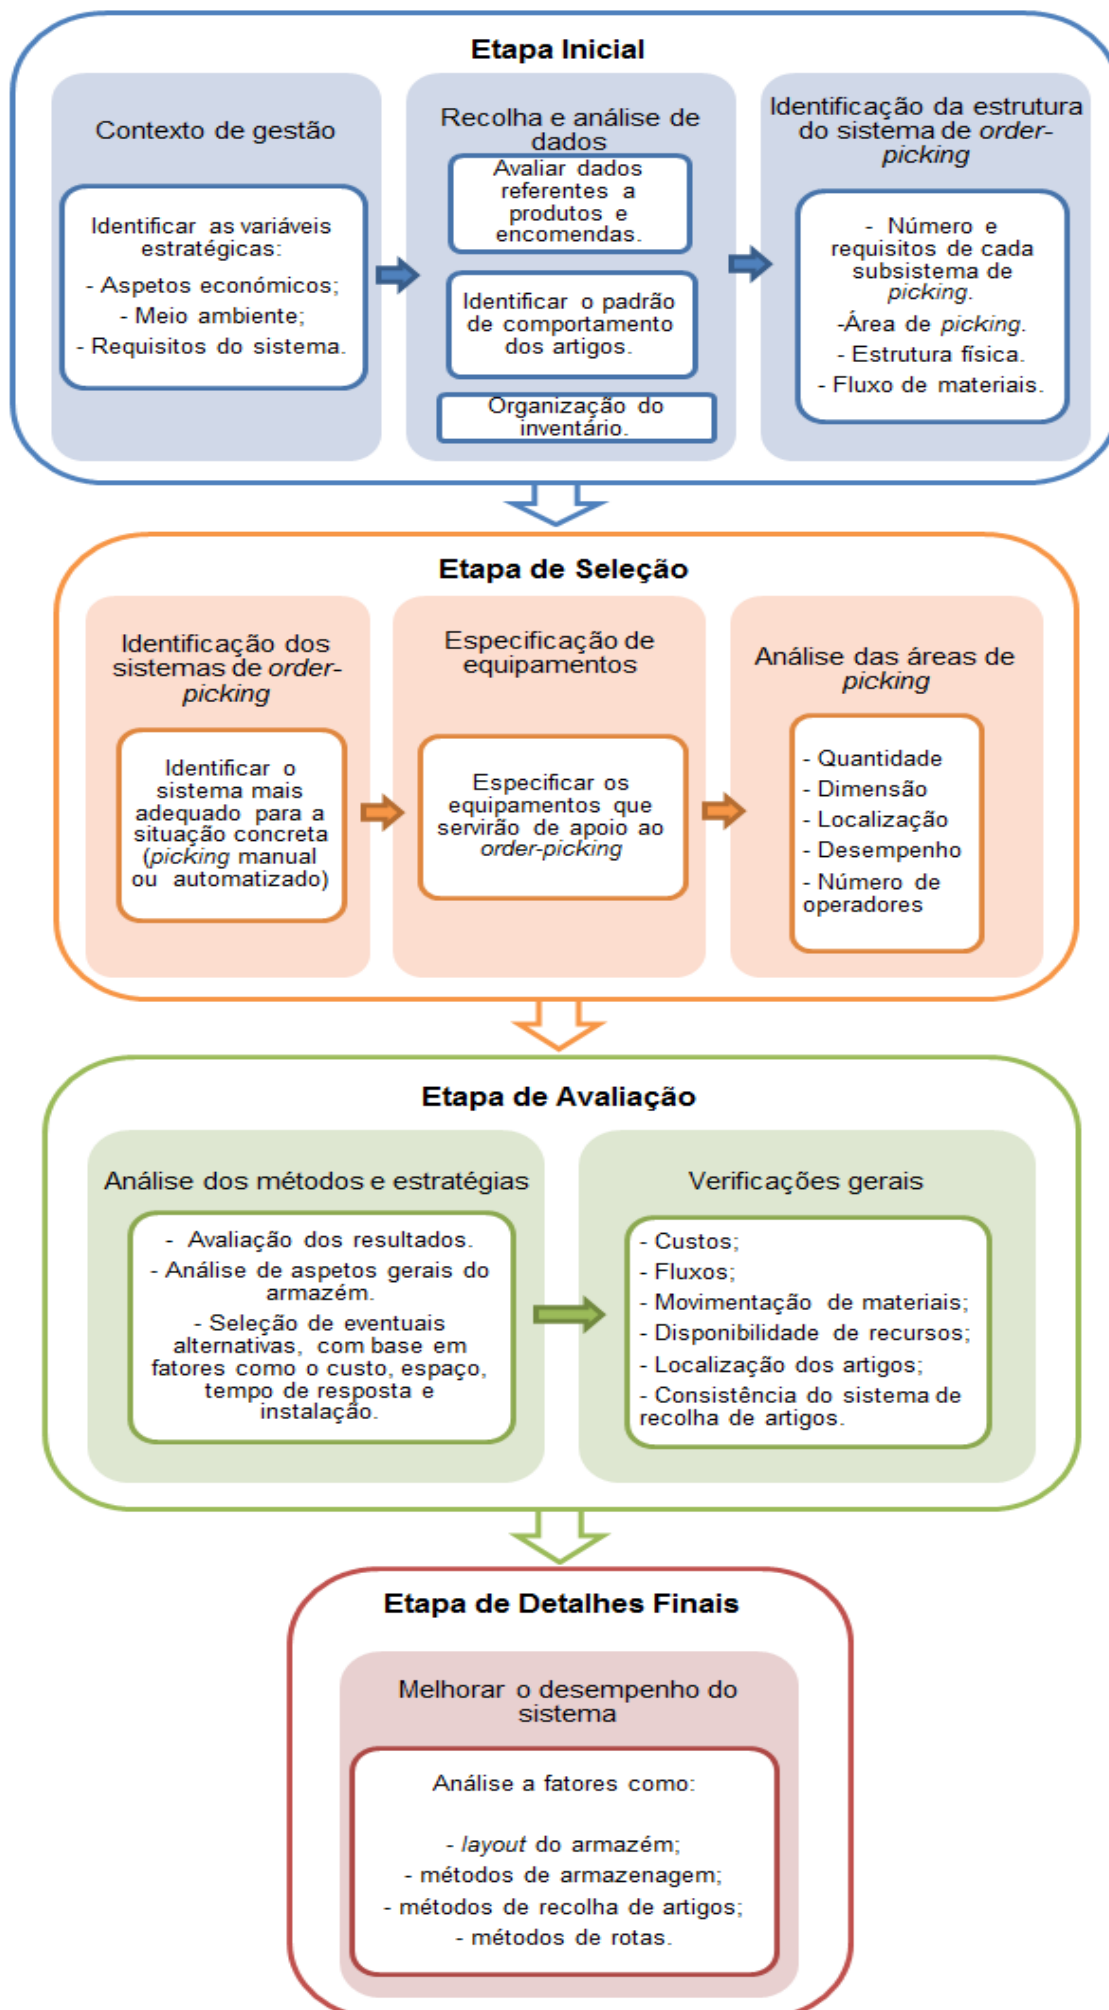 Etapa Inicial
Contexto de gestão
Identificar as variáveis
estratégicas:
- Aspetos económicos;
- Meio ambiente;
- Requisitos do sistema.
Recolha e análise de
dados
Avaliar dados
referentes a
produtos e
encomendas.
Identificar o padrão
de comportamento
dos artigos.
Organização do
inventário.
Identificação da estrutura
do sistema de order-
picking
- Número e
requisitos de cada
subsistema de
picking.
-Área de picking.
- Estrutura física.
- Fluxo de materiais.
Etapa de Seleção
Identificação dos
sistemas de order-
picking
Identificar o
sistema mais
adequado para a
situação concreta
(picking manual
ou automatizado)
Especificação de
equipamentos
Especificar os
equipamentos que
servirão de apoio ao
order-picking
Análise das áreas de
picking
- Quantidade
- Dimensão
- Localização
- Desempenho
- Número de
operadores
Etapa de Avaliação
Análise dos métodos e estratégias
- Avaliação dos resultados.
- Análise de aspetos gerais do
armazém.
- Seleção de eventuais
alternativas, com base em
fatores como o custo, espaço,
tempo de resposta e
instalação.
Verificações gerais
- Custos;
- Fluxos;
- Movimentação de materiais;
- Disponibilidade de recursos;
- Localização dos artigos;
- Consistência do sistema de
recolha de artigos.
Etapa de Detalhes Finais
Melhorar o desempenho do
sistema
Análise a fatores como:
- layout do armazém;
- métodos de armazenagem;
- métodos de recolha de artigos;
- métodos de rotas.